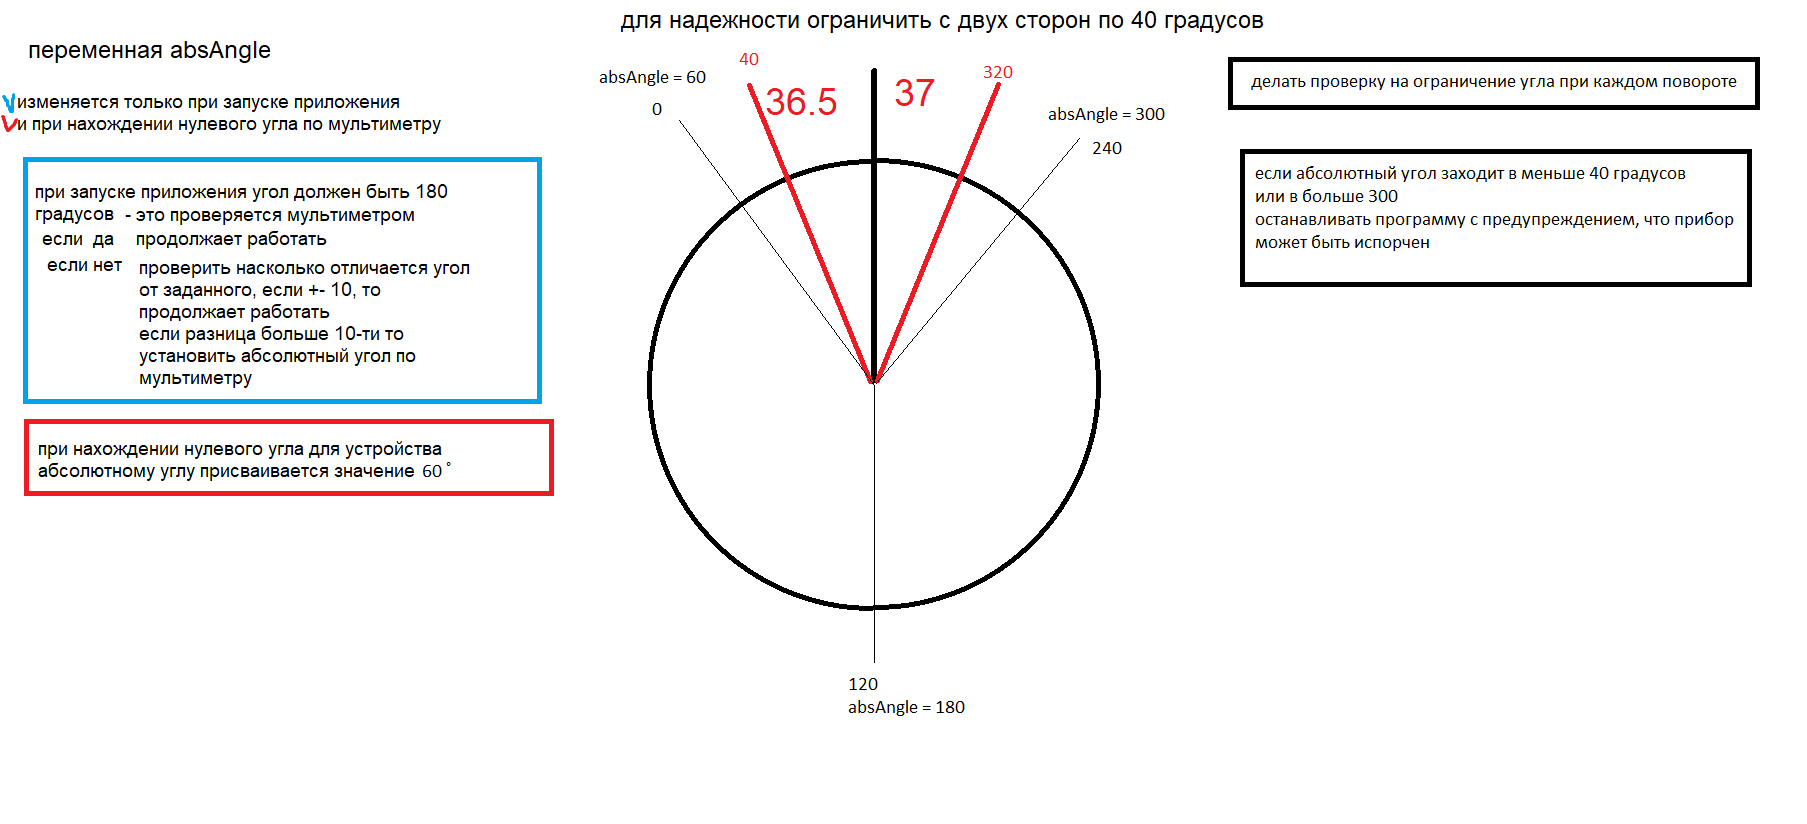 для надежности ограничить с двух сторон по 40 градусов
переменная absAngle
изменяется только при запуске приложения
и при нахождении нулевого угла по мультиметру
при запуске приложения угол должен быть 180
градусов - это проверяется мультиметром
если да продолжает работать
если нет проверить насколько отличается угол
от заданного, если +- 10, то
продолжает работать
если разница больше 10-ти то
установить абсолютный угол по
мультиметру
при нахождении нулевого угла для устройства
абсолютному углу присваивается значение 60˚
40
320
absAngle = 60
0
36.5
37
absAngle = 300
240
120
absAngle = 180
делать проверку на ограничение угла при каждом повороте
если абсолютный угол заходит в меньше 40 градусов
или в больше 300
останавливать программу с предупреждением, что прибор
может быть испорчен